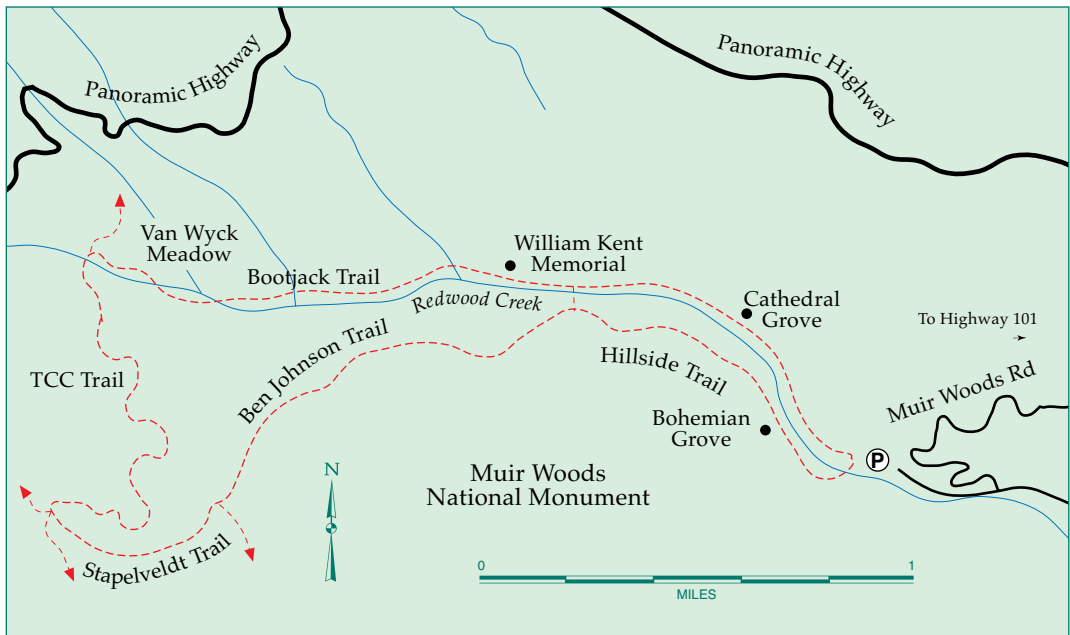 Panoramic Highway
Panoramic Highway
Van Wyck
Meadow
William Kent
Memorial
Bootjack Trail
Redwood Creek
Cathedral
Grove
To Highway 101
TCC Trail
Ben Johnson Trail
Hillside Trail
Muir Woods Rd
Bohemian
Grove
P
N
Muir Woods
National Monument
Stapelveldt Trail
0
1
MILES